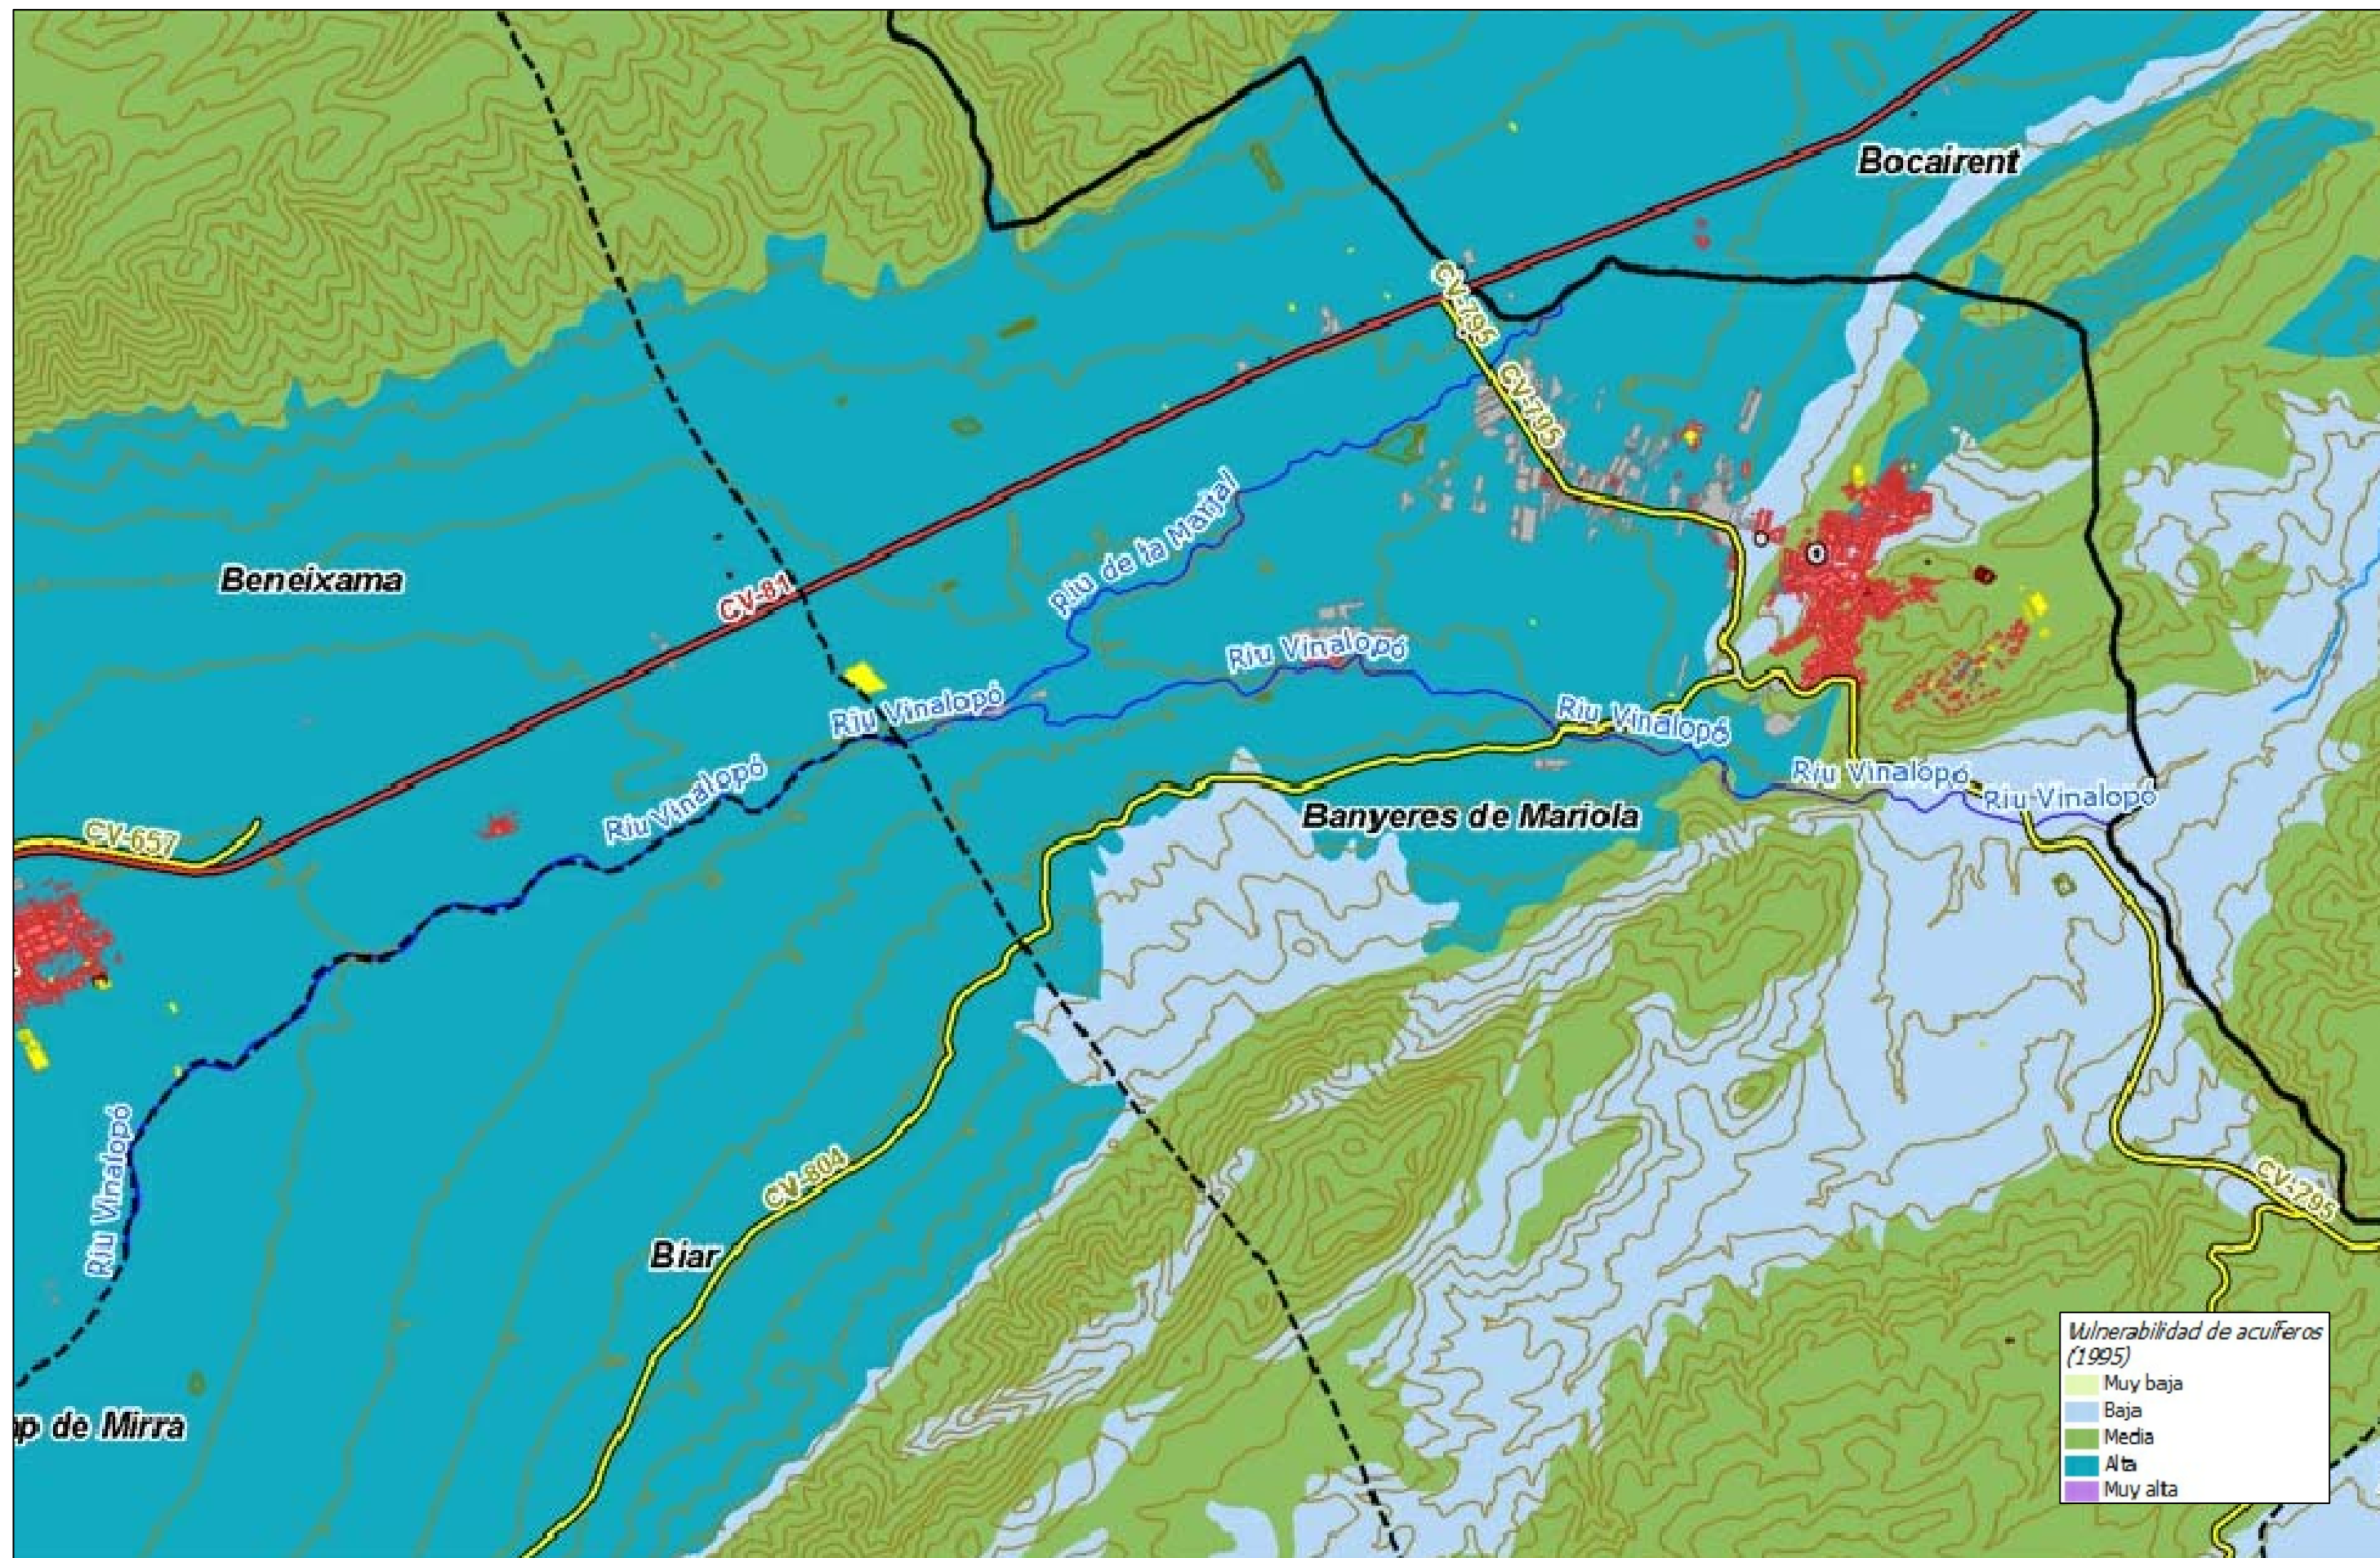 Bocairent
CV-795
CV-795
Riu de la Marjal
Beneixama
CV-81
Riu Vinalopó
Riu Vinalopó
Riu Vinalopó
Riu Vinalopó
Riu Vinalopó
Riu Vinalopó
Banyeres de Mariola
CV-657
Riu Vinalopó
CV-804
CV-295
Biar
p de Mirra
Vulnerabilidad de acuíferos
(1995)
Muy baja
Baja
Media
Alta
Muy alta